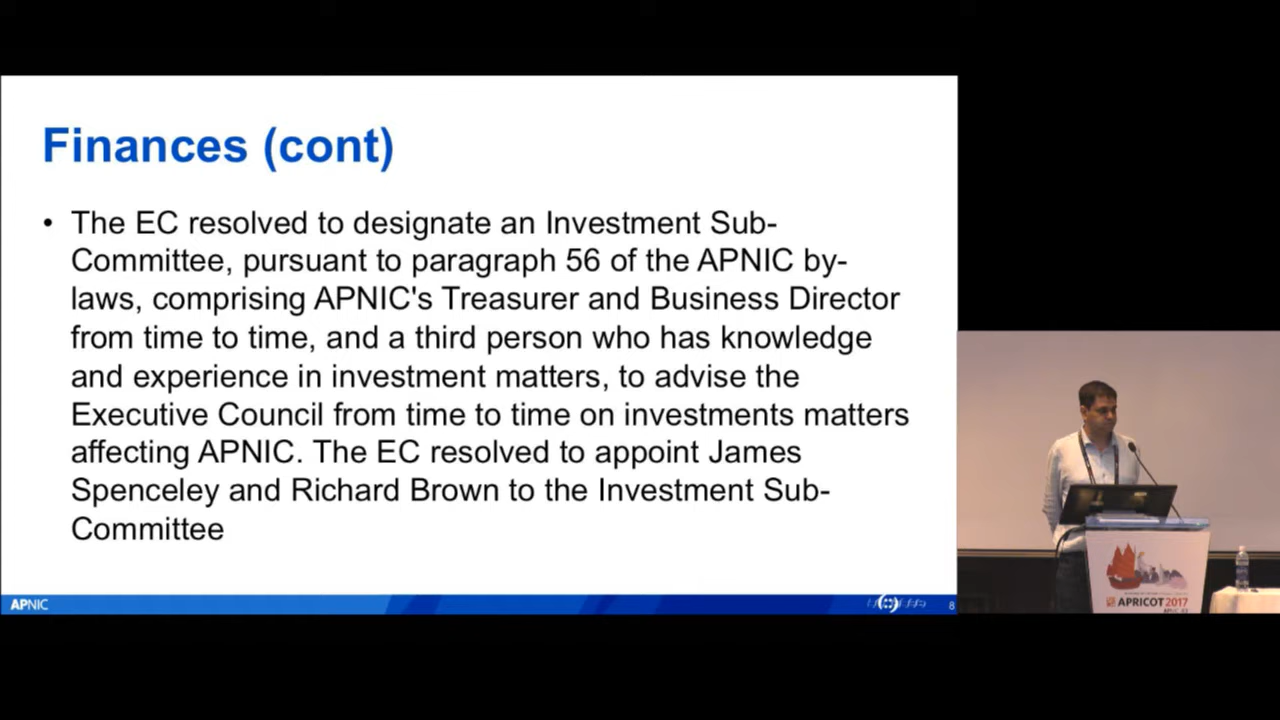 Finances (cont)
• The EC resolved to designate an Investment Sub-
Committee, pursuant to paragraph 56 of the APNIC by-
laws, comprising APNIC's Treasurer and Business Director
from time to time, and a third person who has knowledge
and experience in investment matters, to advise the
Executive Council from time to time on investments matters
affecting APNIC. The EC resolved to appoint James
Spenceley and Richard Brown to the Investment Sub-
Committee
APNIC
8
APRICOT 2017